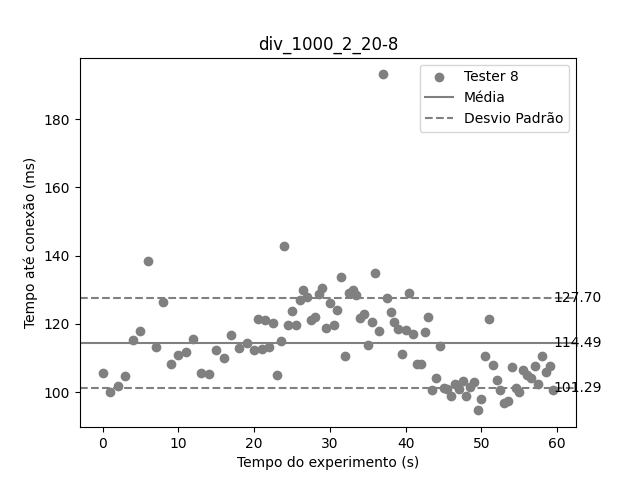 div_1000_2_20-8
Tester 8
Média
Desvio Padrão
Tempo até conexão (ms)
180
160
140
120
100
127.70
114.49
101.29
0 10 20 30 40 50 60
Tempo do experimento (s)